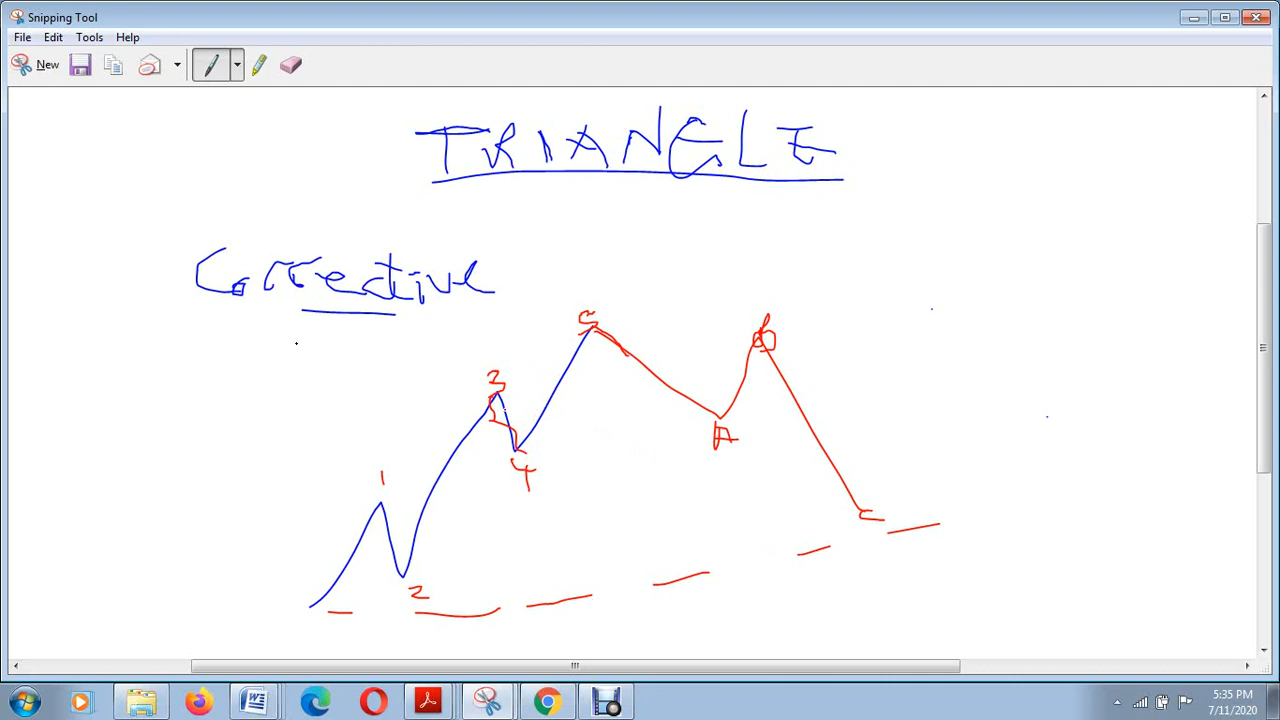 Snipping Tool
File Edit Tools Help
New
TRIANGLE
Corrective
5
B
3
A
4
1
C
2
5:35 PM
7/11/2020